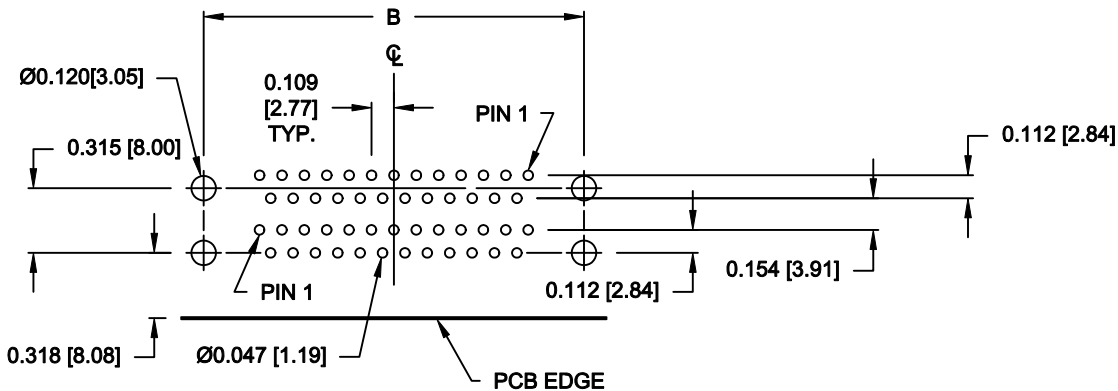 B
℄
Ø0.120[3.05]
0.109
[2.77]
TYP.
PIN 1
0.112 [2.84]
0.315 [8.00]
0.154 [3.91]
PIN 1
0.112 [2.84]
0.318 [8.08]
Ø0.047 [1.19]
PCB EDGE